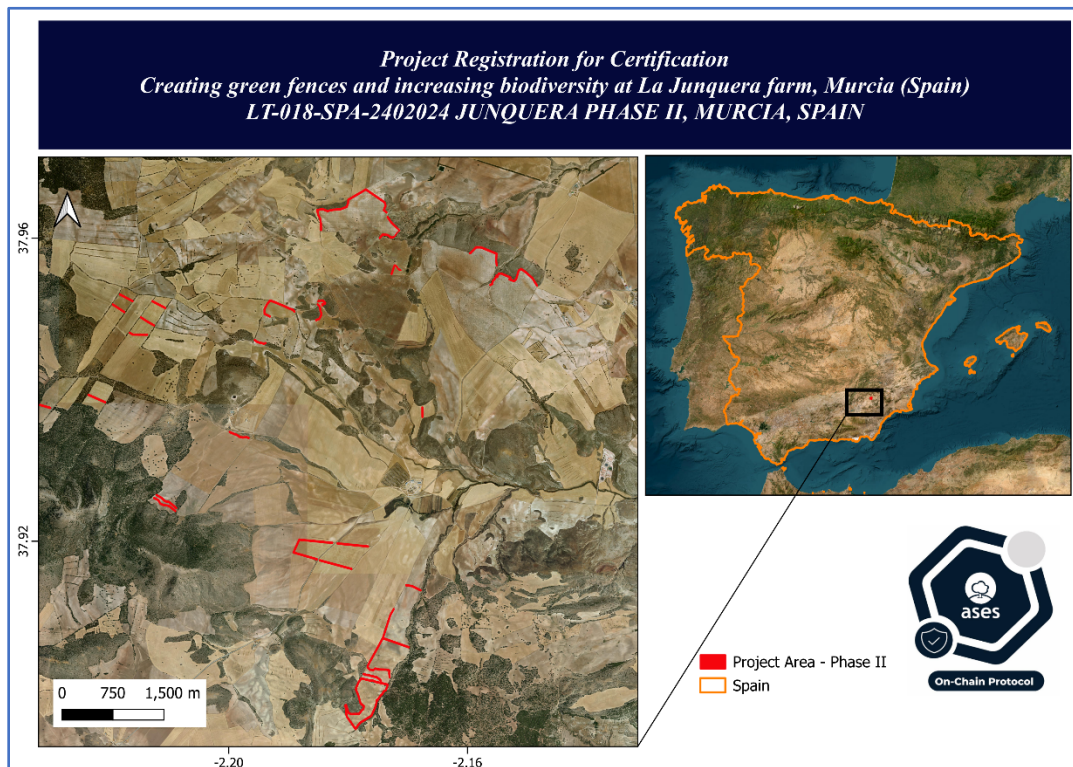 Project Registration for Certification
Creating green fences and increasing biodiversity at La Junquera farm, Murcia (Spain)
LT-018-SPA-2402024 JUNQUERA PHASE II, MURCIA, SPAIN
37.96
37.92
0 750 1,500 m
-2.20
-2.16
Project Area - Phase II
Spain
ases
On-Chain Protocol